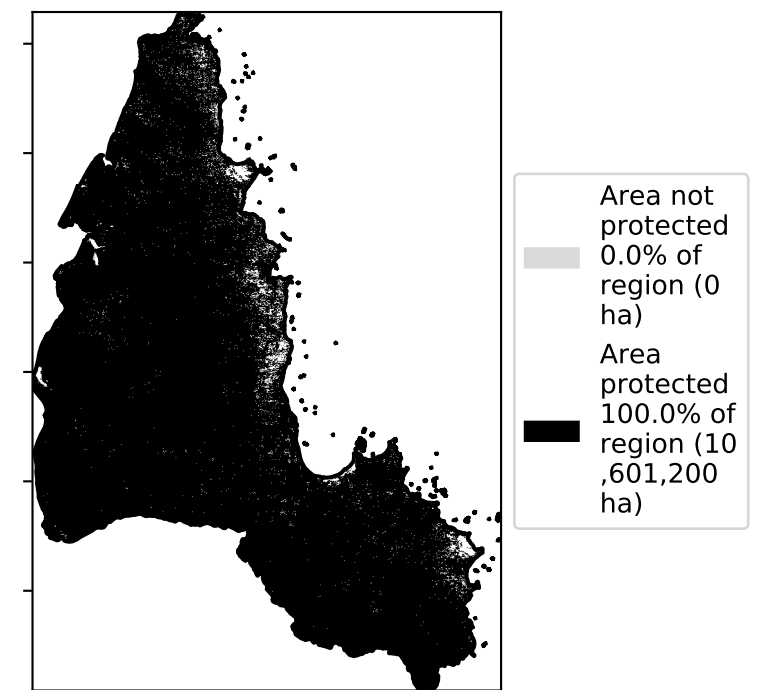 Area not
protected
0.0% of
region (0
ha)
Area
protected
100.0% of
region (10
,601,200
ha)